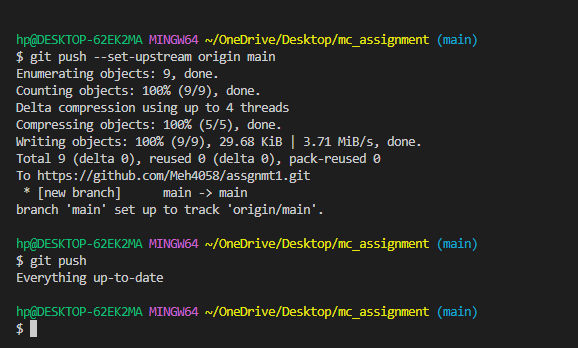 hp@DESKTOP-62EK2MA MINGW64 ~/OneDrive/Desktop/mc_assignment (main)
$ git push --set-upstream origin main
Enumerating objects: 9, done.
Counting objects: 100% (9/9), done.
Delta compression using up to 4 threads
Compressing objects: 100% (5/5), done.
Writing objects: 100% (9/9), 29.68 KiB | 3.71 MiB/s, done.
Total 9 (delta 0), reused 0 (delta 0), pack-reused 0
To https://github.com/Meh4058/assgnmt1.git
 * [new branch]      main -> main
branch 'main' set up to track 'origin/main'.
hp@DESKTOP-62EK2MA MINGW64 ~/OneDrive/Desktop/mc_assignment (main)
$ git push
Everything up-to-date
hp@DESKTOP-62EK2MA MINGW64 ~/OneDrive/Desktop/mc_assignment (main)
$